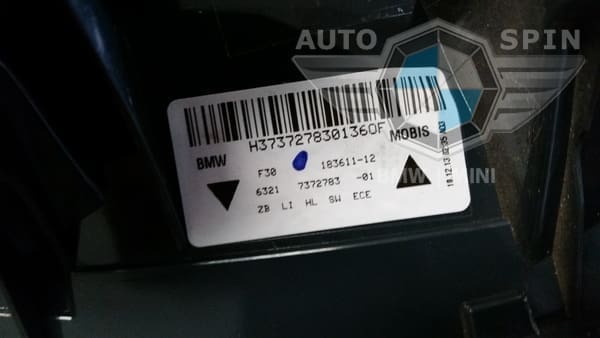 AUTO SPIN
H3737278301360F
BMW
MOBIS
F30 183611-12
6321 7372783 -01
ZB LI HL SW ECE